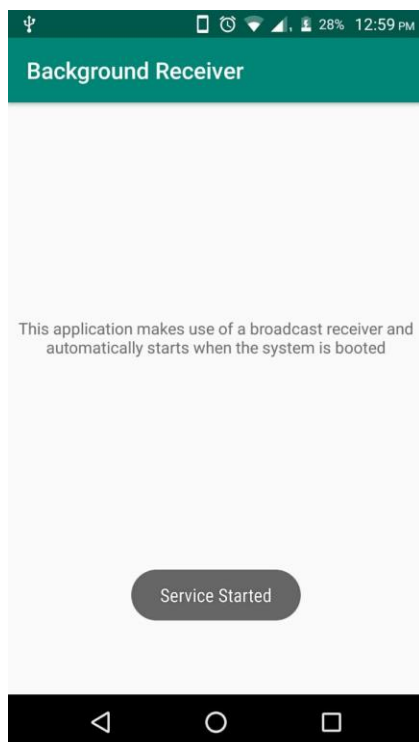 28% 12:59 PM
Background Receiver
This application makes use of a broadcast receiver and
automatically starts when the system is booted
Service Started